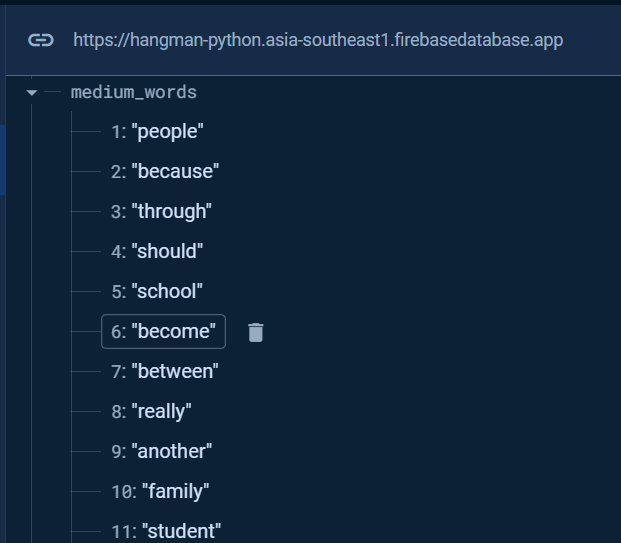 https://hangman-python.asia-southeast1.firebasedatabase.app
medium_words
1: "people"
2: "because"
3: "through"
4: "should"
5: "school"
6: "become"
7: "between"
8: "really"
9: "another"
10: "family"
11: "student"